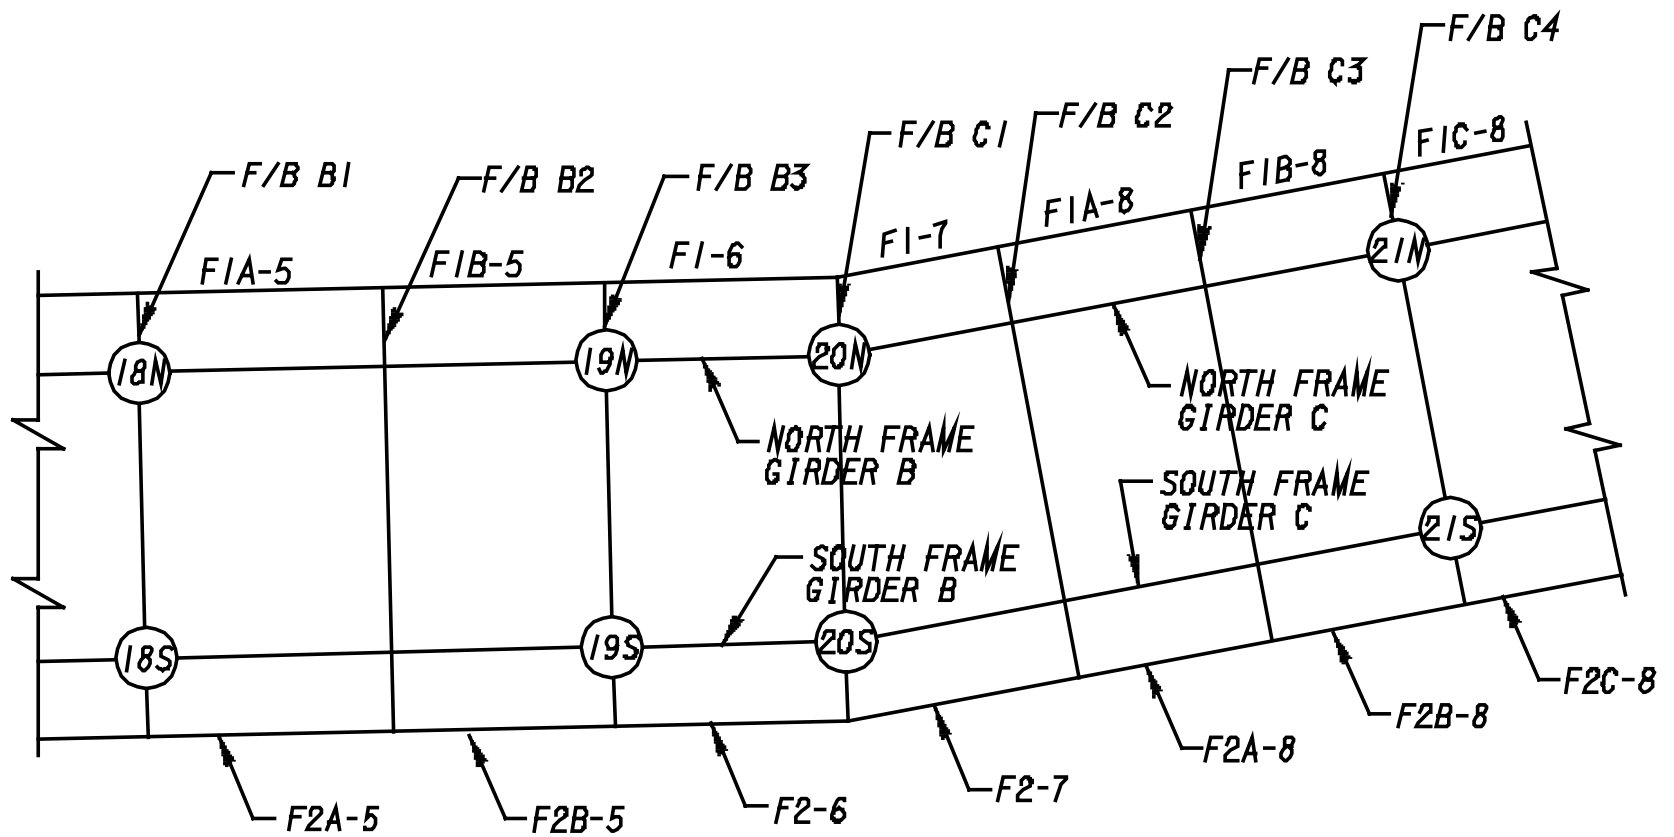 F/B C4
F/B C3
F/B C2
F/B C1
F1C-8
F1B-8
F/B B1
F/B B2
F/B B3
F1A-8
F1-7
F1-6
F1B-5
F1A-5
21N
20N
19N
18N
NORTH FRAME
GIRDER C
NORTH FRAME
GIRDER B
SOUTH FRAME
GIRDER C
21S
SOUTH FRAME
GIRDER B
20S
19S
18S
F2C-8
F2B-8
F2A-8
F2-7
F2-6
F2B-5
F2A-5